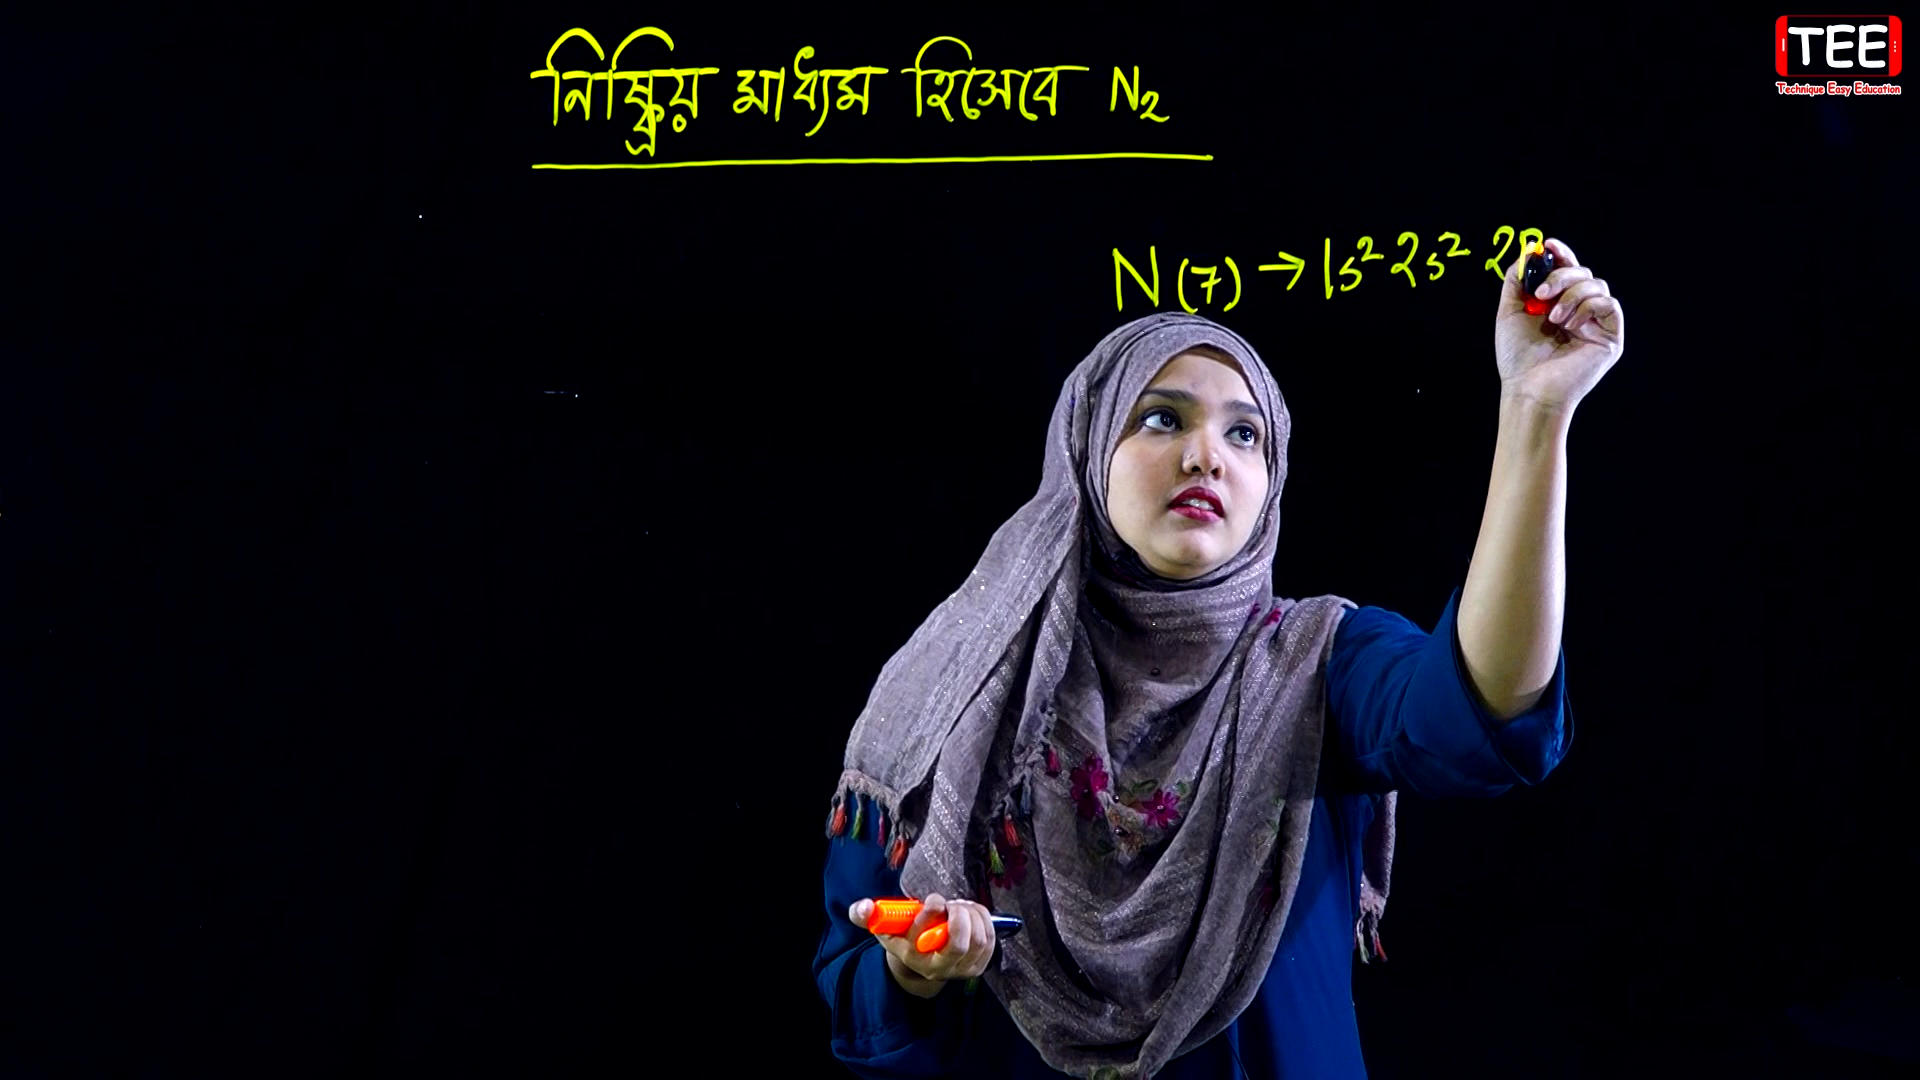 নিষ্ক্রিয় মাধ্যম হিসেবে N₂
TEE
Technique Easy Education
N (7) → 1s² 2s² 2P